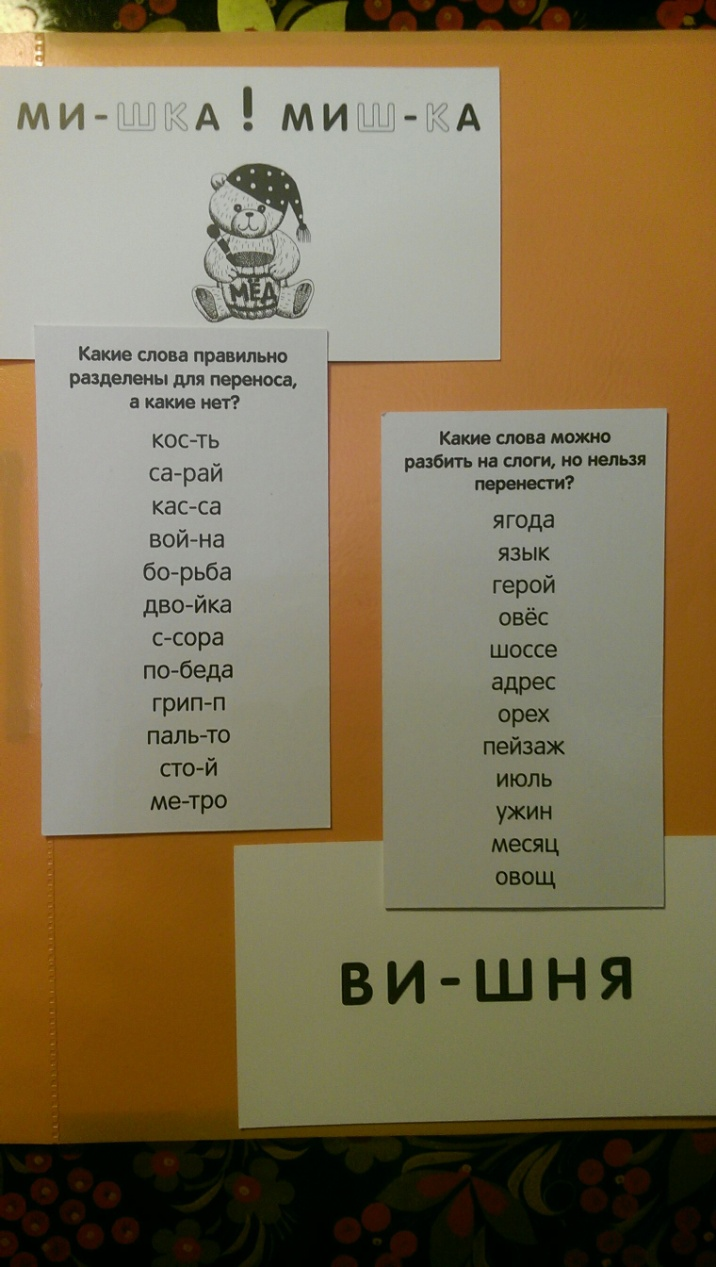 МИ-ШКА ! МИШ-КА
МЁД
Какие слова правильно
разделены для переноса,
а какие нет?
кос-ть
са-рай
кас-са
вой-на
бо-рьба
дво-йка
с-сора
по-беда
грип-п
паль-то
сто-й
ме-тро
Какие слова можно
разбить на слоги, но нельзя
перенести?
ягода
язык
герой
овёс
шоссе
адрес
орех
пейзаж
июль
ужин
месяц
овощ
ВИ-ШНЯ